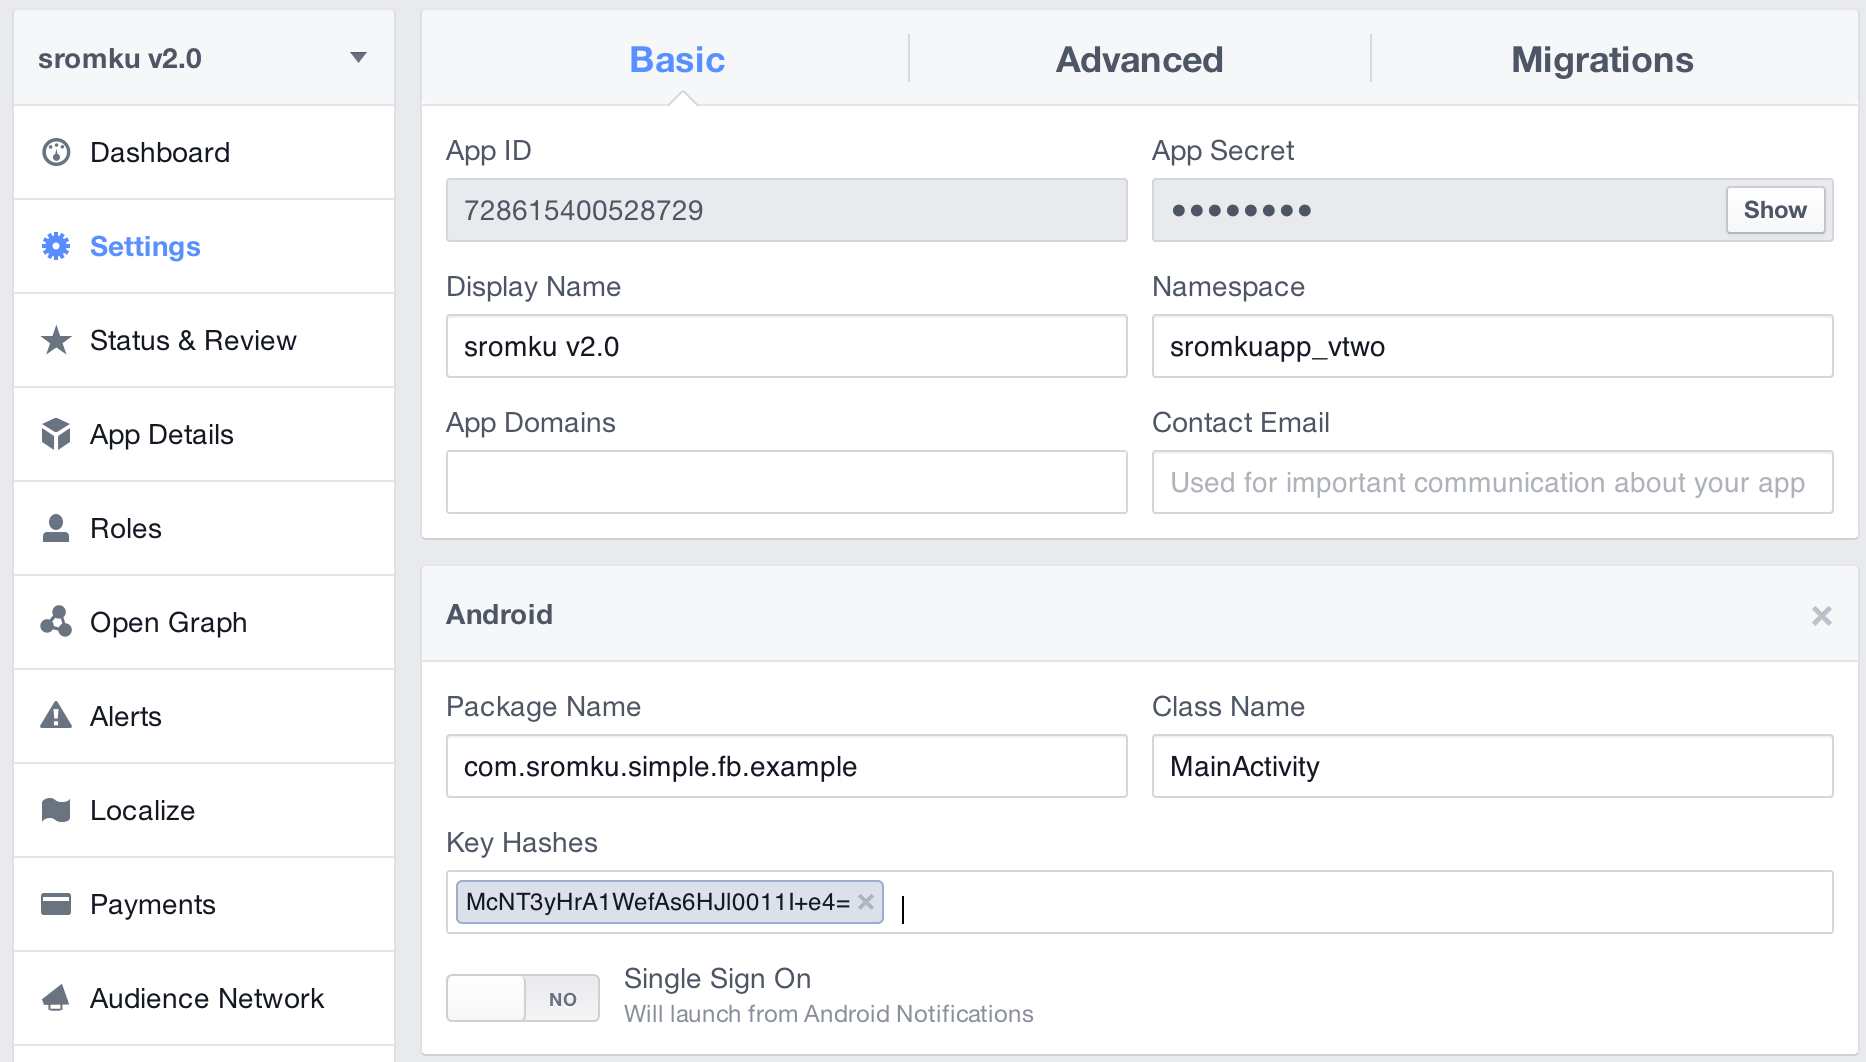 sromku v2.0
Dashboard
Settings
Status & Review
App Details
Roles
Open Graph
Alerts
Localize
Payments
Audience Network
Basic
Advanced
Migrations
App ID
App Secret
728615400528729
Show
Display Name
Namespace
sromku v2.0
sromkuapp_vtwo
App Domains
Contact Email
Used for important communication about your app
Android
Package Name
Class Name
com.sromku.simple.fb.example
MainActivity
Key Hashes
McNT3yHrA1WefAs6HJl0011I+e4=
NO
Single Sign On
Will launch from Android Notifications